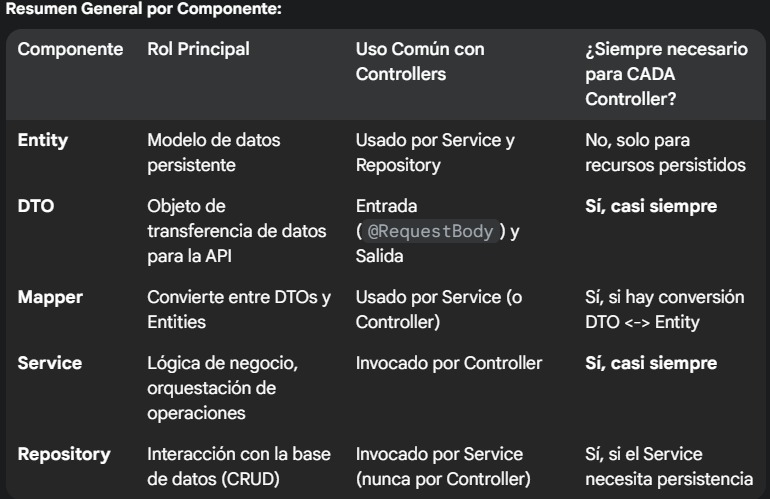 Resumen General por Componente:
Componente Rol Principal Uso Común con Controllers ¿Siempre necesario para CADA Controller?
Entity Modelo de datos persistente Usado por Service y Repository No, solo para recursos persistidos
DTO Objeto de transferencia de datos para la API Entrada ( @RequestBody ) y Salida Sí, casi siempre
Mapper Convierte entre DTOs y Entities Usado por Service (o Controller) Sí, si hay conversión DTO <-> Entity
Service Lógica de negocio, orquestación de operaciones Invocado por Controller Sí, casi siempre
Repository Interacción con la base de datos (CRUD) Invocado por Service (nunca por Controller) Sí, si el Service necesita persistencia